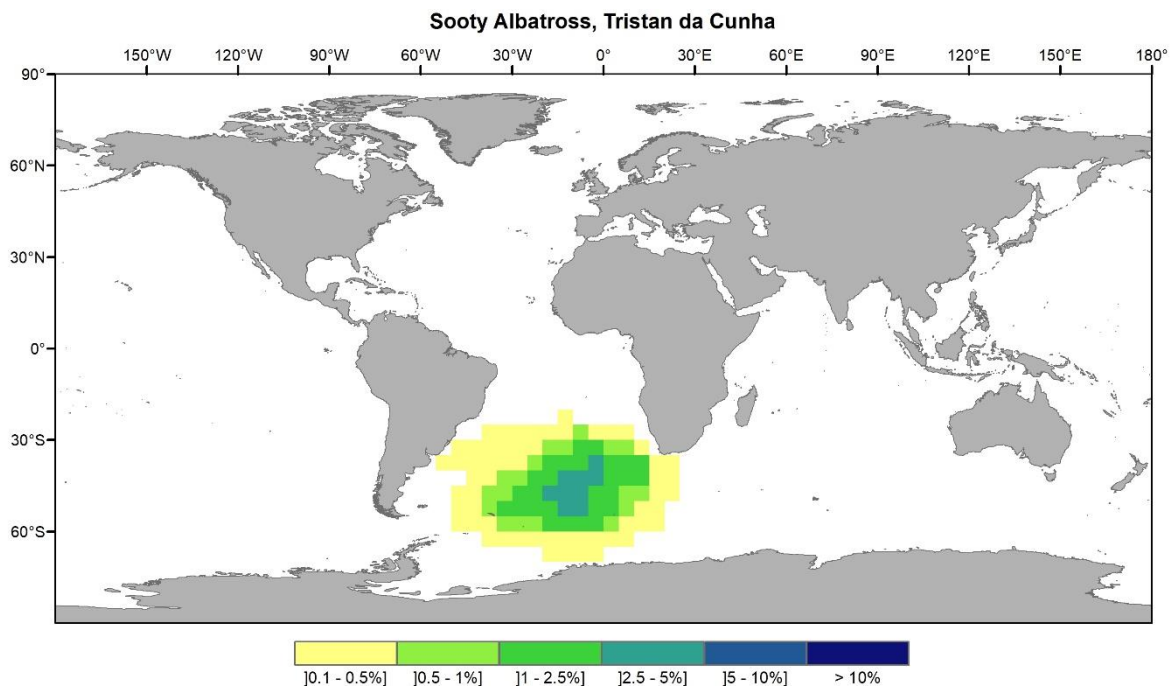 Sooty Albatross, Tristan da Cunha
150°W 120°W 90°W 60°W 30°W 0° 30°E 60°E 90°E 120°E 150°E 180°
90°
60°N
30°N
0°
30°S
60°S
]0.1 - 0.5%] ]0.5 - 1%] ]1 - 2.5%] ]2.5 - 5%] ]5 - 10%] > 10%